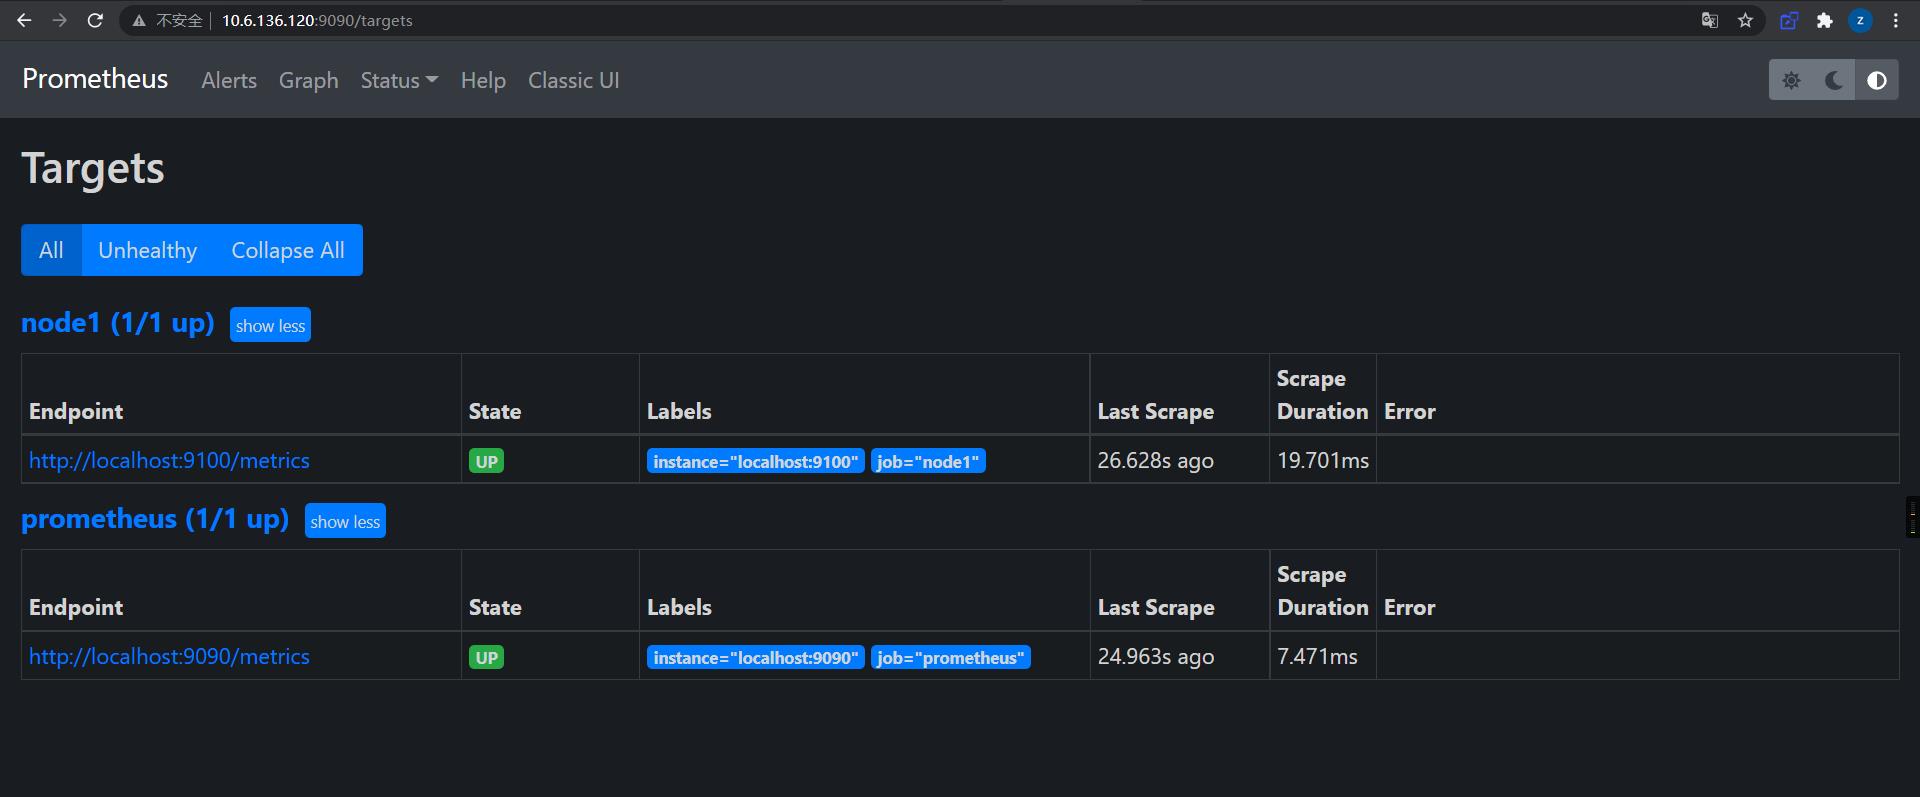 不安全 10.6.136.120:9090/targets
Z
Prometheus Alerts Graph Status Help Classic UI
Targets
All Unhealthy Collapse All
node1 (1/1 up) show less
Endpoint State Labels Last Scrape Scrape Duration Error
http://localhost:9100/metrics UP instance="localhost:9100" job="node1" 26.628s ago 19.701ms
prometheus (1/1 up) show less
Endpoint State Labels Last Scrape Scrape Duration Error
http://localhost:9090/metrics UP instance="localhost:9090" job="prometheus" 24.963s ago 7.471ms